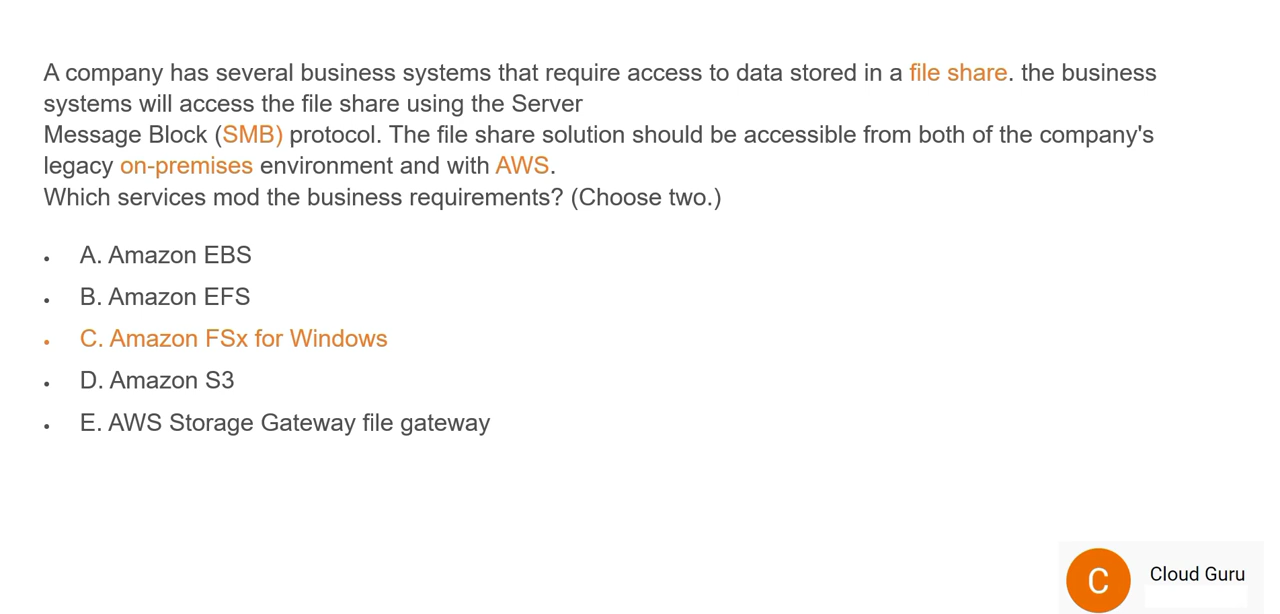 A company has several business systems that require access to data stored in a file share. the business
systems will access the file share using the Server
Message Block (SMB) protocol. The file share solution should be accessible from both of the company's
legacy on-premises environment and with AWS.
Which services mod the business requirements? (Choose two.)
• A. Amazon EBS
• B. Amazon EFS
• C. Amazon FSx for Windows
• D. Amazon S3
• E. AWS Storage Gateway file gateway
C Cloud Guru